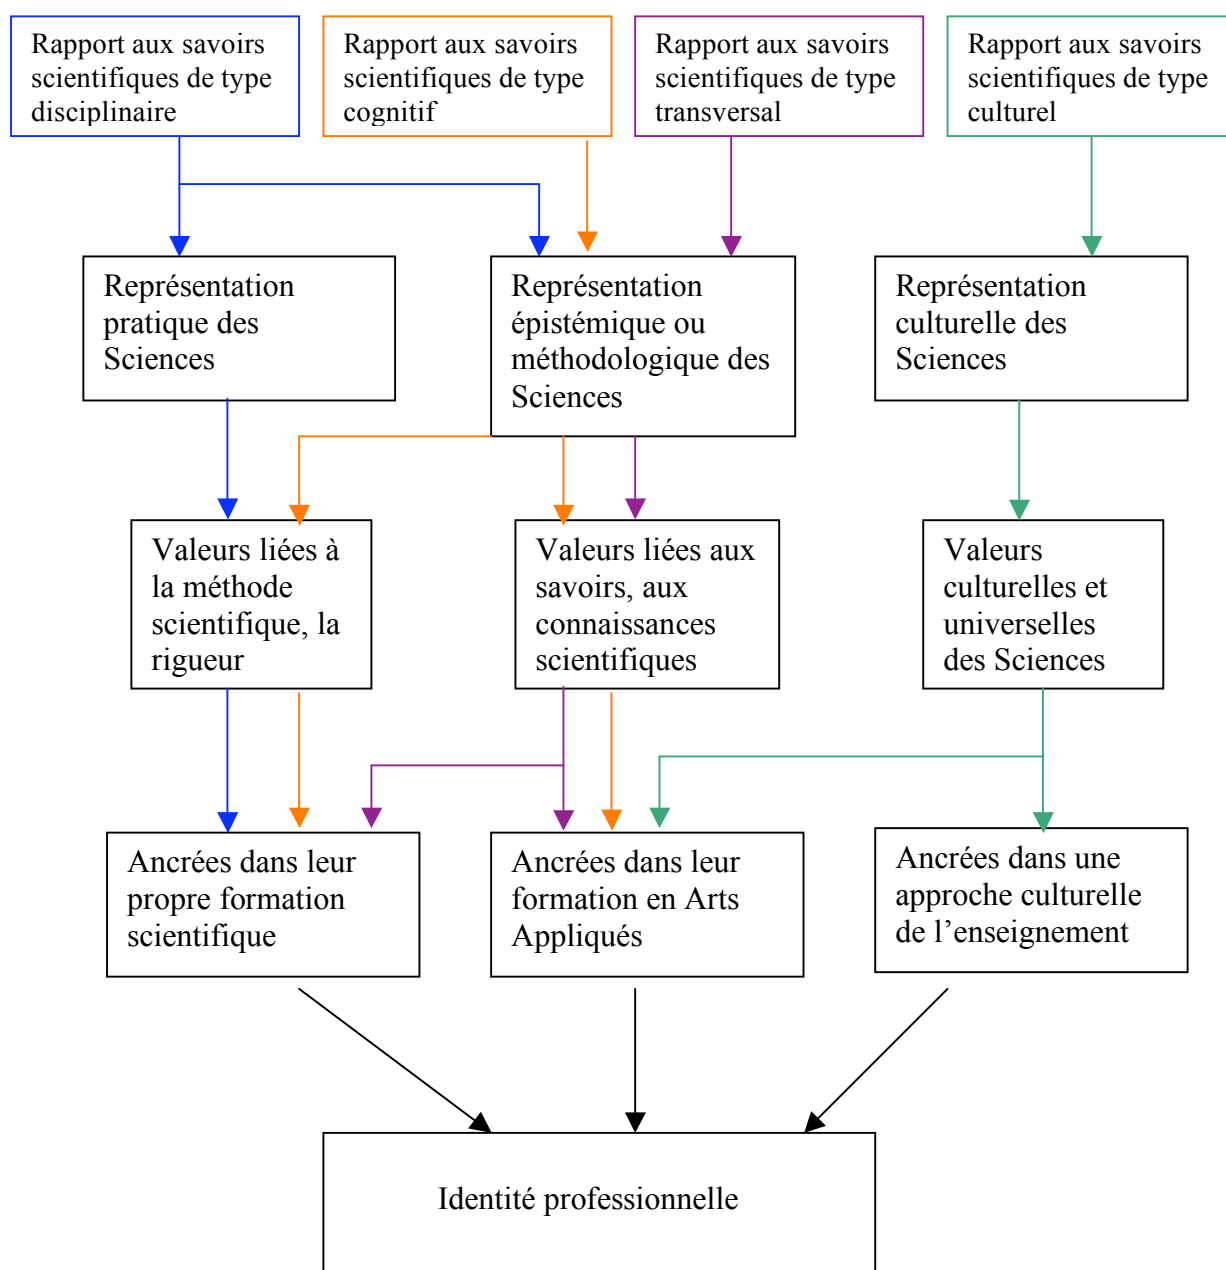 Rapport aux savoirs
scientifiques de type
disciplinaire
Rapport aux savoirs
scientifiques de type
cognitif
Rapport aux savoirs
scientifiques de type
transversal
Rapport aux savoirs
scientifiques de type
culturel
Représentation
pratique des
Sciences
Représentation
épistémique ou
méthodologique des
Sciences
Représentation
culturelle des
Sciences
Valeurs liées à
la méthode
scientifique, la
rigueur
Valeurs liées aux
savoirs, aux
connaissances
scientifiques
Valeurs
culturelles et
universelles
des Sciences
Ancrées dans leur
propre formation
scientifique
Ancrées dans leur
formation en Arts
Appliqués
Ancrées dans une
approche culturelle
de l’enseignement
Identité professionnelle